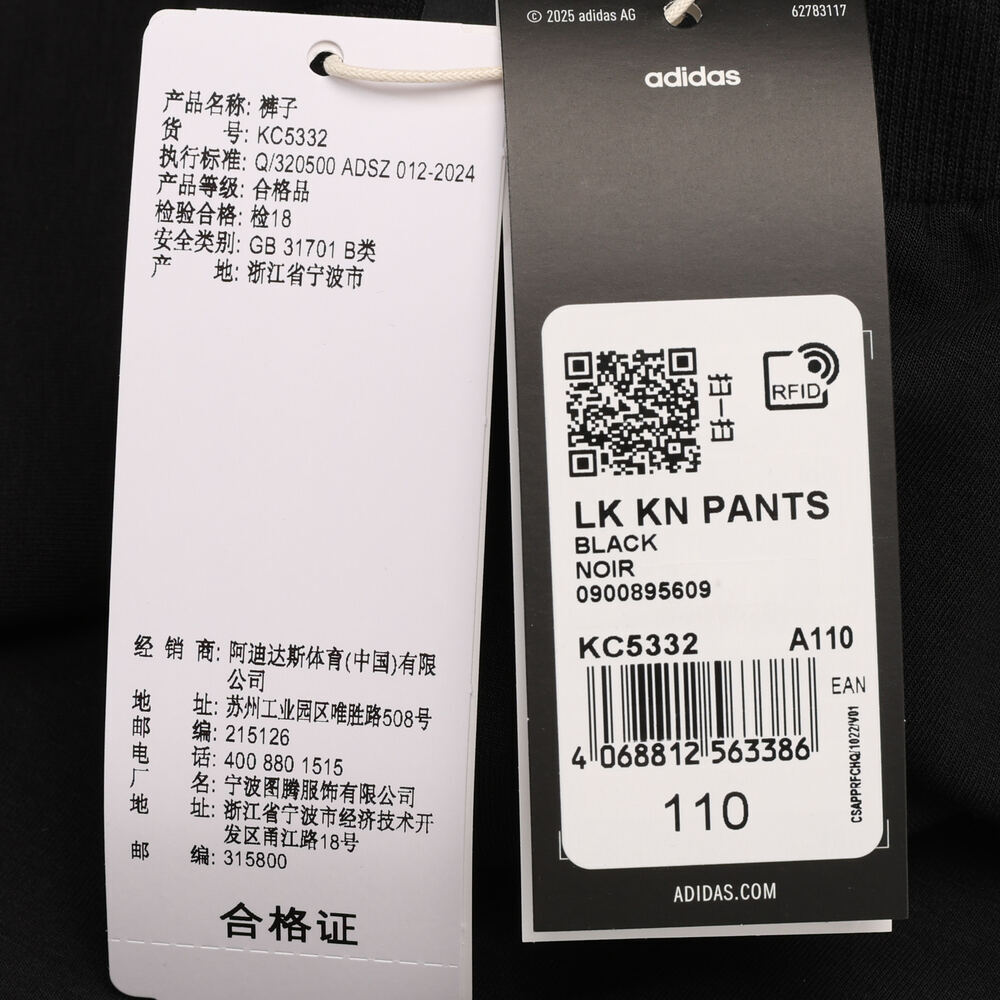 产品名称: 裤子
货 号: KC5332
执行标准: Q/320500 ADSZ 012-2024
产品等级: 合格品
检验合格: 检18
安全类别: GB 31701 B类
产 地: 浙江省宁波市
经 销 商: 阿迪达斯体育(中国)有限
公司
地 址: 苏州工业园区唯胜路508号
邮 编: 215126
电 话: 400 880 1515
厂 名: 宁波图腾服饰有限公司
地 址: 浙江省宁波市经济技术开
发区甬江路18号
邮 编: 315800
合格证
© 2025 adidas AG
62783117
adidas
扫一扫
RFID
LK KN PANTS
BLACK
NOIR
0900895609
KC5332 A110
EAN
4 068812 563386
CSAPPRFCHQ/1022/V01
110
ADIDAS.COM